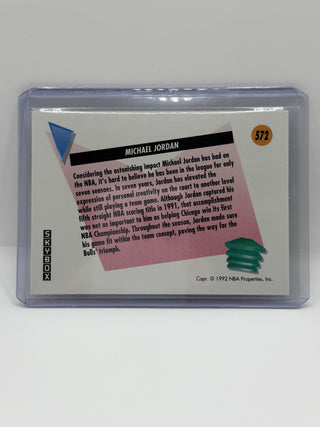 572
MICHAEL JORDAN
Considering the astonishing impact Michael Jordan has had on
the NBA, it's hard to believe he has been in the league for only
seven seasons. In seven years, Jordan has elevated the
expression of personal creativity on the court to another level
while still playing a team game. Although Jordan captured his
fifth straight NBA scoring title in 1991, that accomplishment
was not as important to him as helping Chicago win its first
NBA Championship. Throughout the season, Jordan made sure
his game fit within the team concept, paving the way for the
Bulls' triumph.
SKYBOX
Copr. © 1992 NBA Properties, Inc.